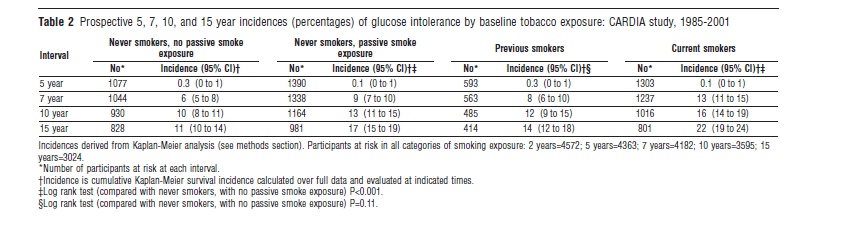 Table 2 Prospective 5, 7, 10, and 15 year incidences (percentages) of glucose intolerance by baseline tobacco exposure: CARDIA study, 1985-2001
Never smokers, no passive smoke exposure Never sm​okers, passive smoke exposure Previous smokers Current smokers
Interval No* Incidence (95% CI)† No* Incidence (95% CI)†‡ No* Incidence (95% CI)†§ No* Incidence (95% CI)†‡
5 year 1077 0.3 (0 to 1) 1390 0.1 (0 to 1) 593 0.3 (0 to 1) 1303 0.1 (0 to 1)
7 year 1044 6 (5 to 8) 1338 9 (7 to 10) 563 8 (6 to 10) 1237 13 (11 to 15)
10 year 930 10 (8 to 11) 1164 13 (11 to 15) 485 12 (9 to 15) 1016 16 (14 to 19)
15 year 828 11 (10 to 14) 981 17 (15 to 19) 414 14 (12 to 18) 801 22 (19 to 24)
Incidences derived from Kaplan-Meier analysis (see methods section). Participants at risk in all categories of smoking exposure: 2 years=4572; 5 years=4363; 7 years=4182; 10 years=3595; 15
years=3024.
*Number of participants at risk at each interval.
†Incidence is cumulative Kaplan-Meier survival incidence calculated over full data and evaluated at indicated times.
‡Log rank test (compared with never smokers, with no passive smoke exposure) P<0.001.
§Log rank test (compared with never smokers, with no passive smoke exposure) P=0.11.